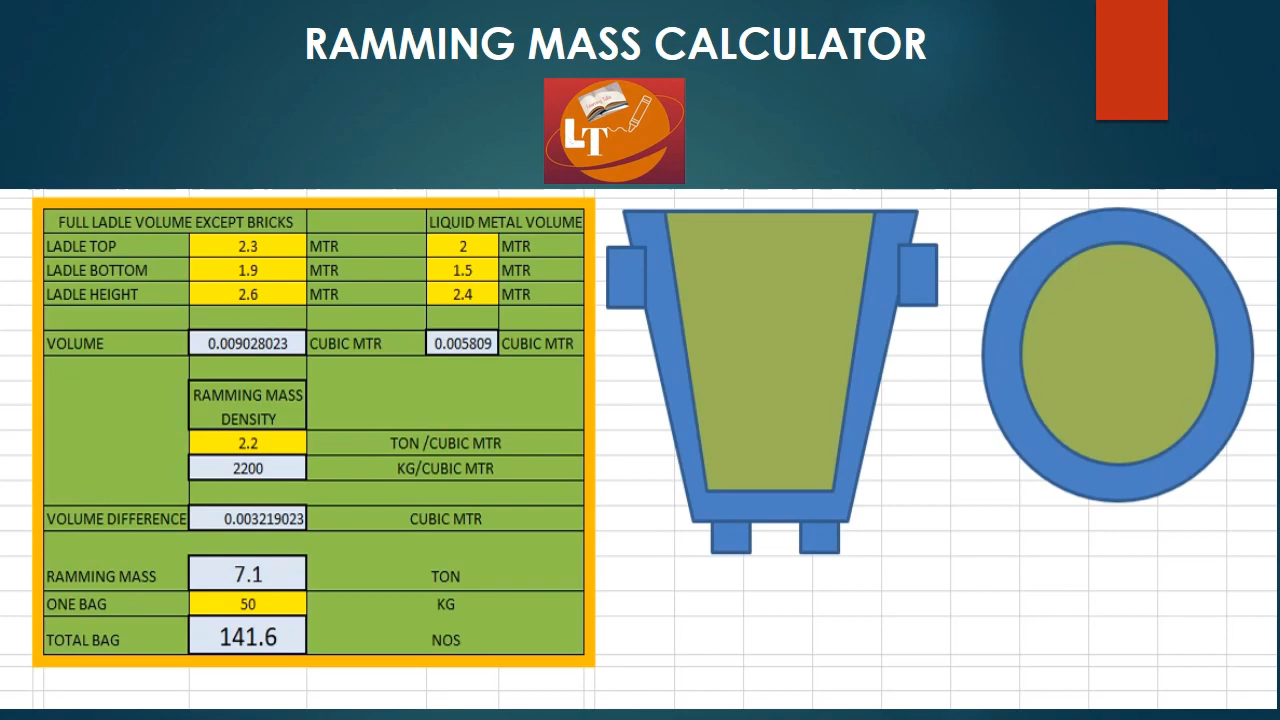 RAMMING MASS CALCULATOR
Learning Talks
LT
FULL LADLE VOLUME EXCEPT BRICKS LIQUID METAL VOLUME
LADLE TOP 2.3 MTR 2 MTR
LADLE BOTTOM 1.9 MTR 1.5 MTR
LADLE HEIGHT 2.6 MTR 2.4 MTR
VOLUME 0.009028023 CUBIC MTR 0.005809 CUBIC MTR
RAMMING MASS
DENSITY
2.2 TON /CUBIC MTR
2200 KG/CUBIC MTR
VOLUME DIFFERENCE 0.003219023 CUBIC MTR
RAMMING MASS 7.1 TON
ONE BAG 50 KG
TOTAL BAG 141.6 NOS